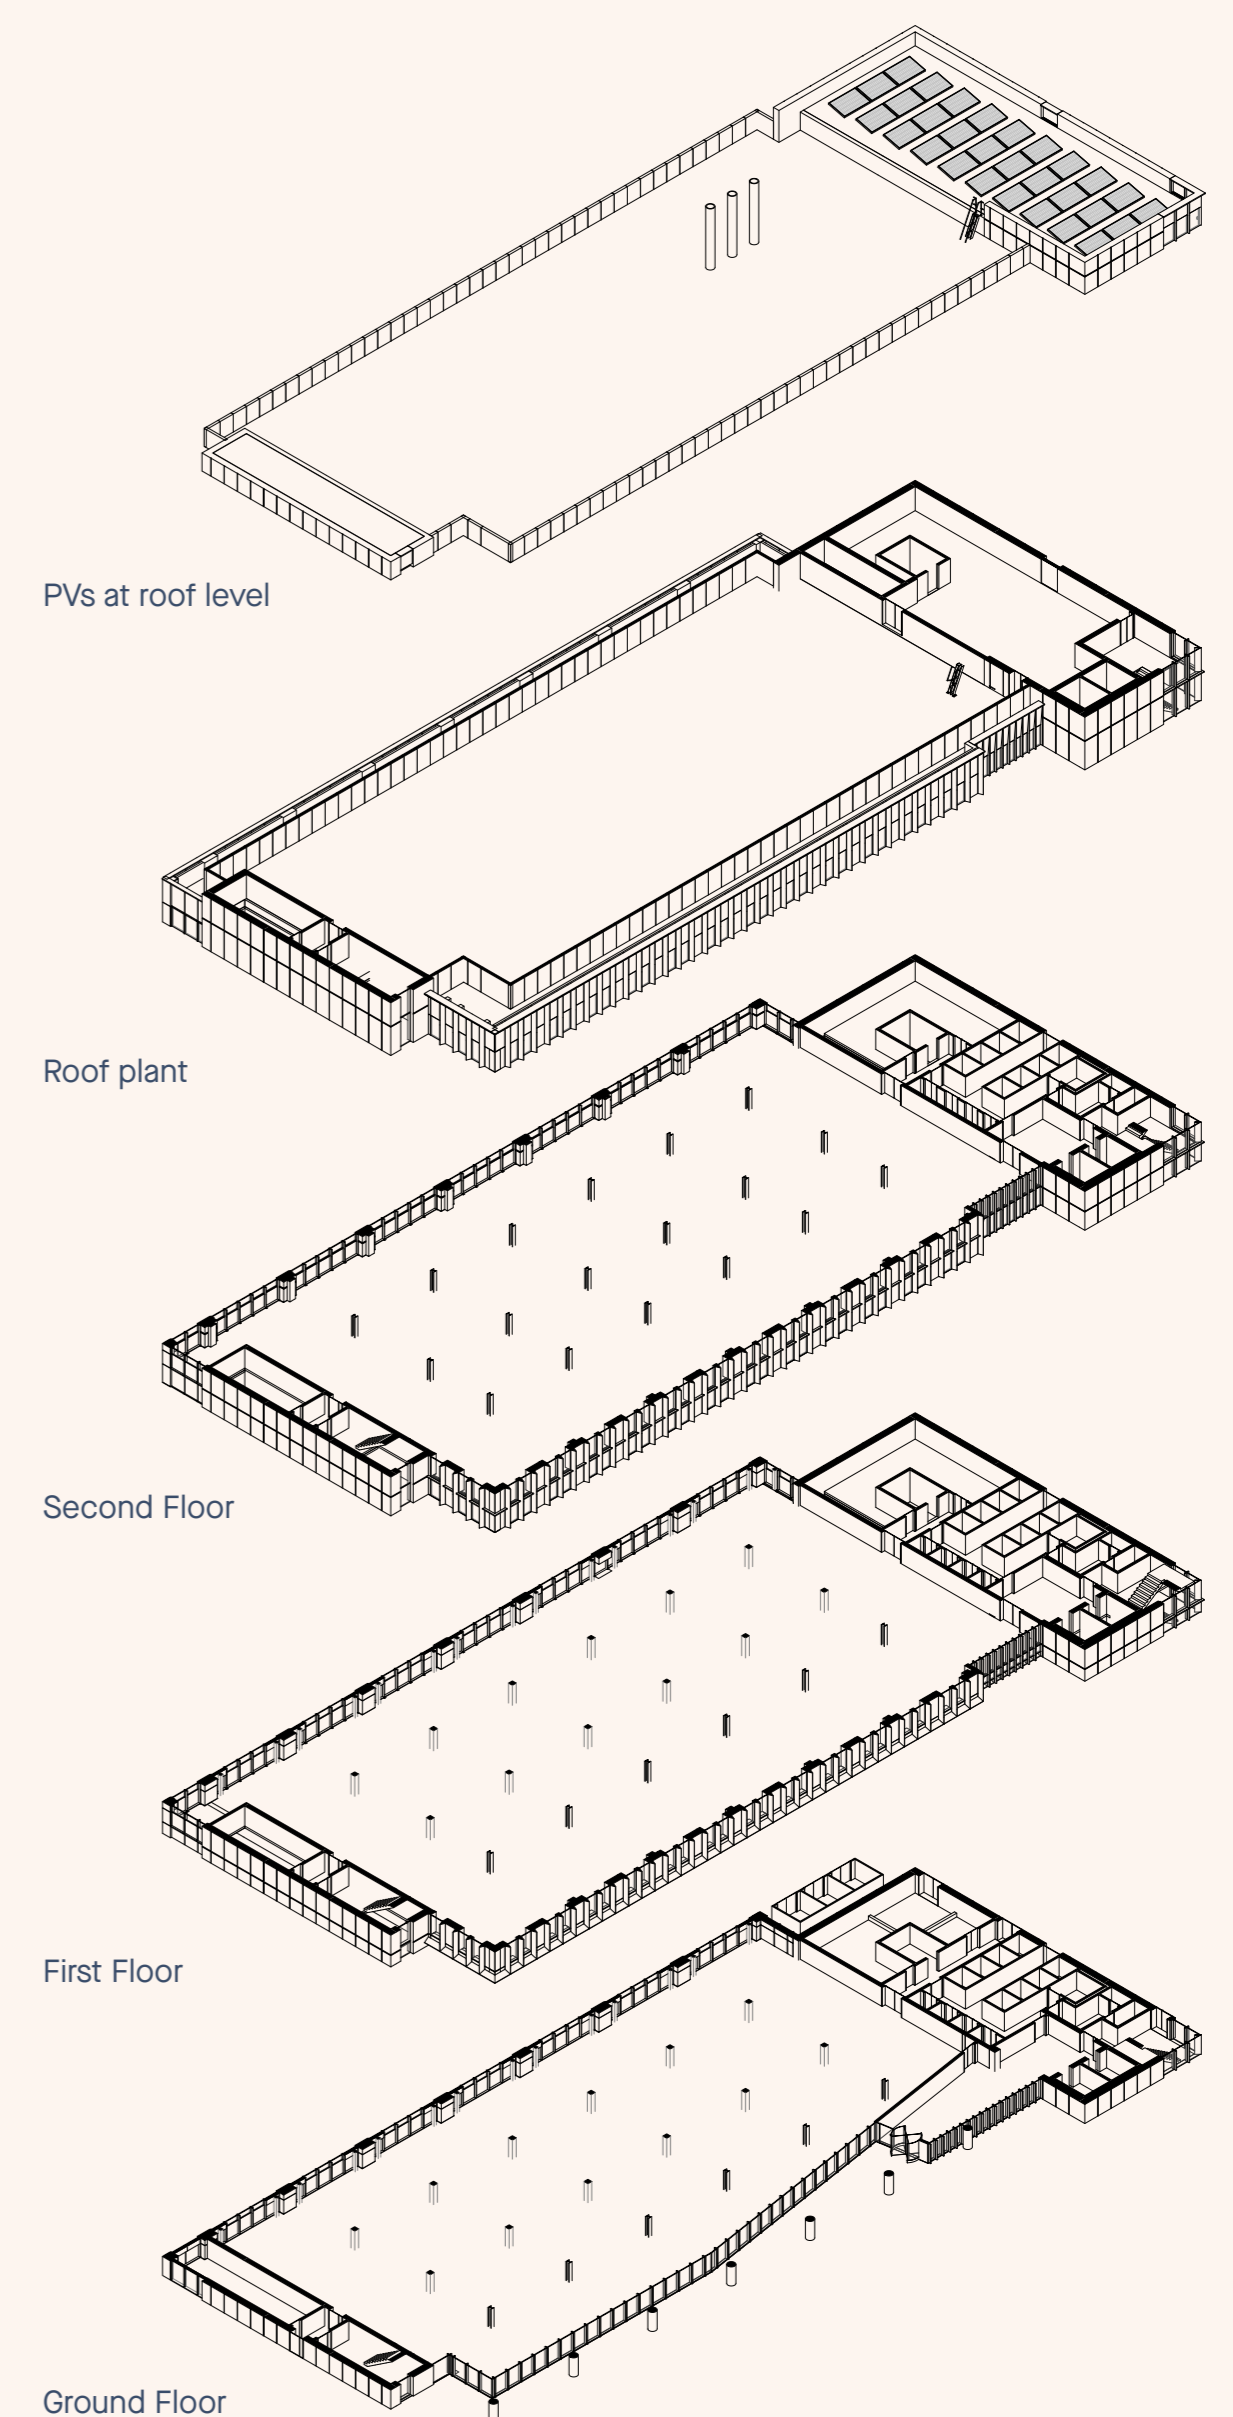 PVs at roof level
Roof plant
Second Floor
First Floor
Ground Floor